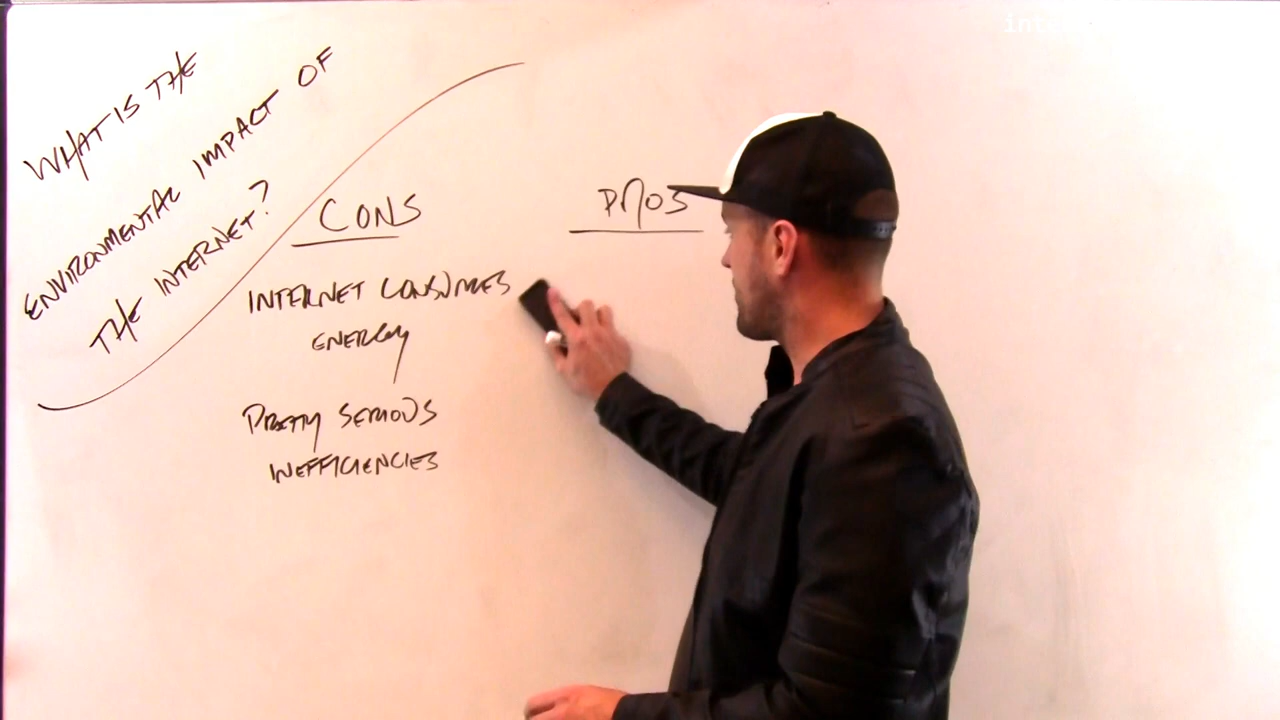 WHAT IS THE
ENVIRONMENTAL IMPACT OF
THE INTERNET?
CONS
INTERNET CONSUMES
ENERGY
PRETTY SERIOUS
INEFFICIENCIES
PROS